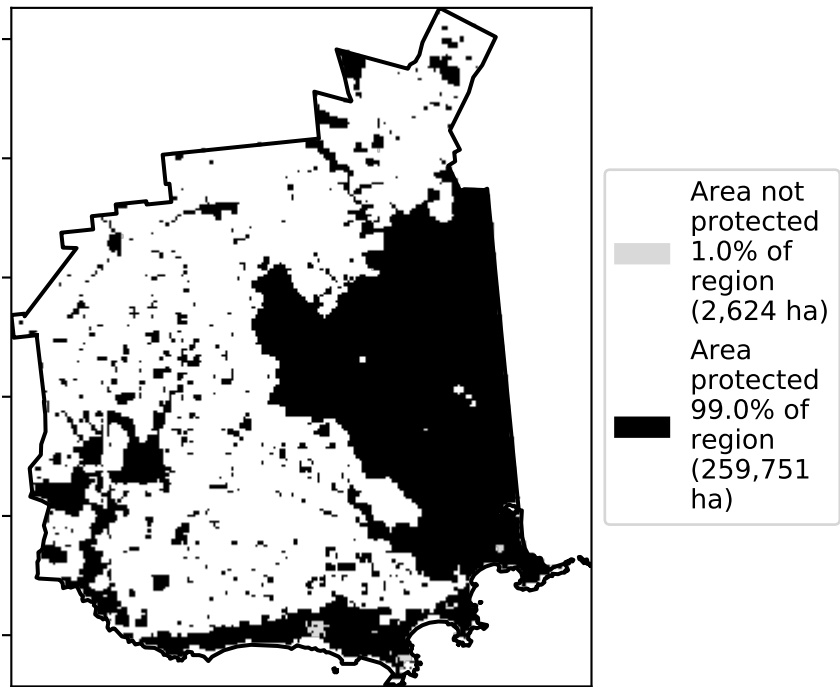 Area not
protected
1.0% of
region
(2,624 ha)
Area
protected
99.0% of
region
(259,751
ha)